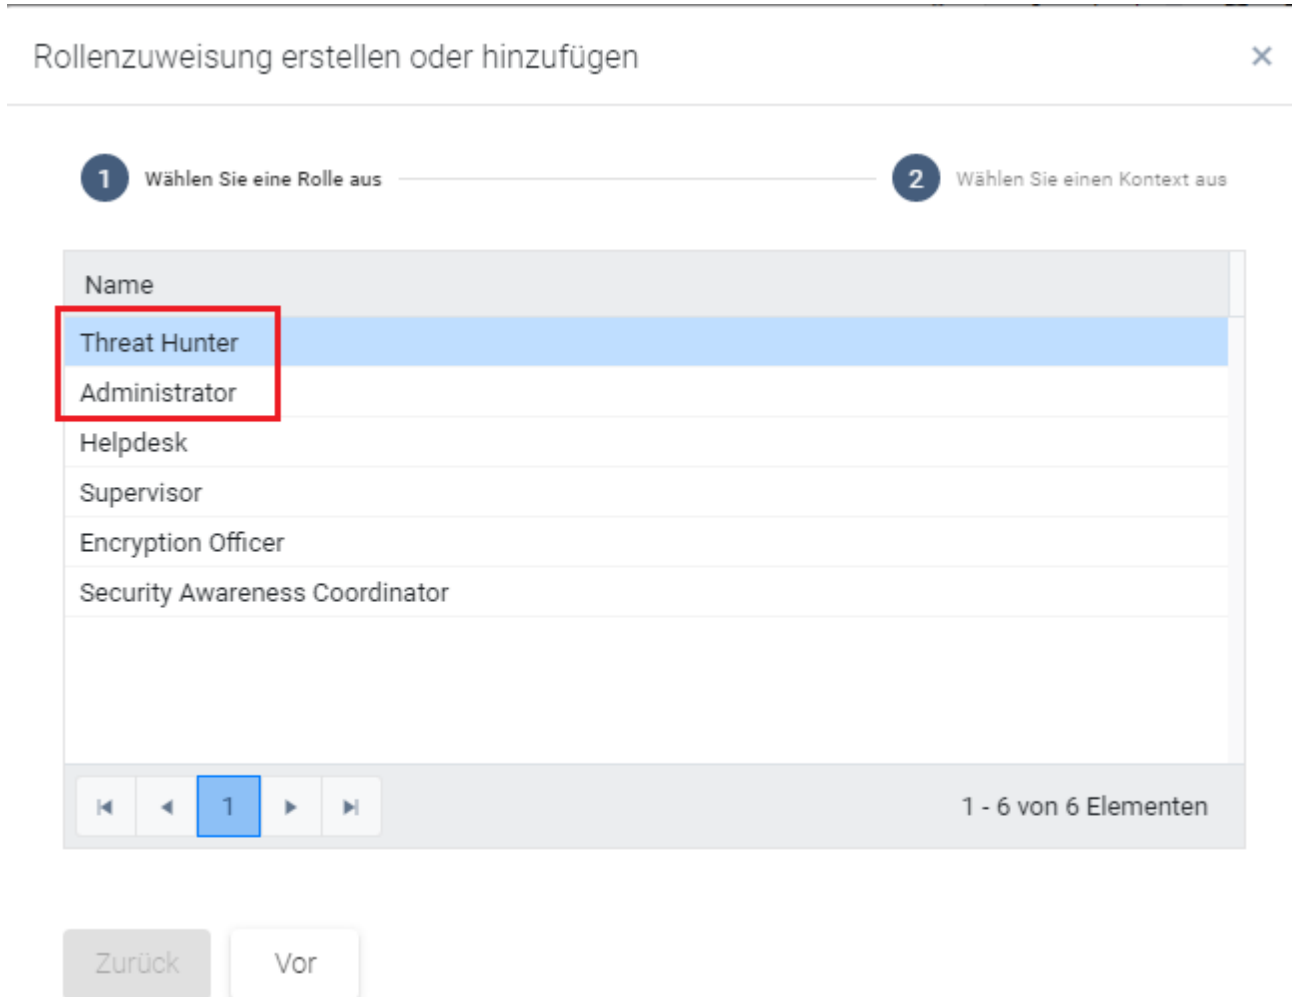 Rollenzuweisung erstellen oder hinzufügen
1 Wählen Sie eine Rolle aus 2 Wählen Sie einen Kontext aus
Name
Threat Hunter
Administrator
Helpdesk
Supervisor
Encryption Officer
Security Awareness Coordinator
1 1 - 6 von 6 Elementen
Zurück Vor